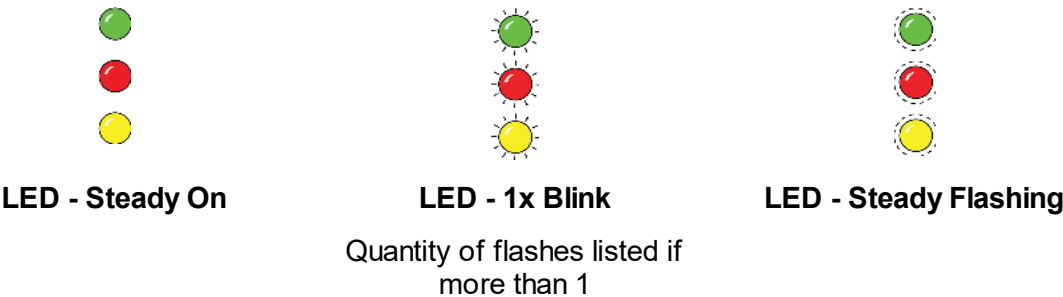 LED - Steady On
LED - 1x Blink
LED - Steady Flashing
Quantity of flashes listed if
more than 1